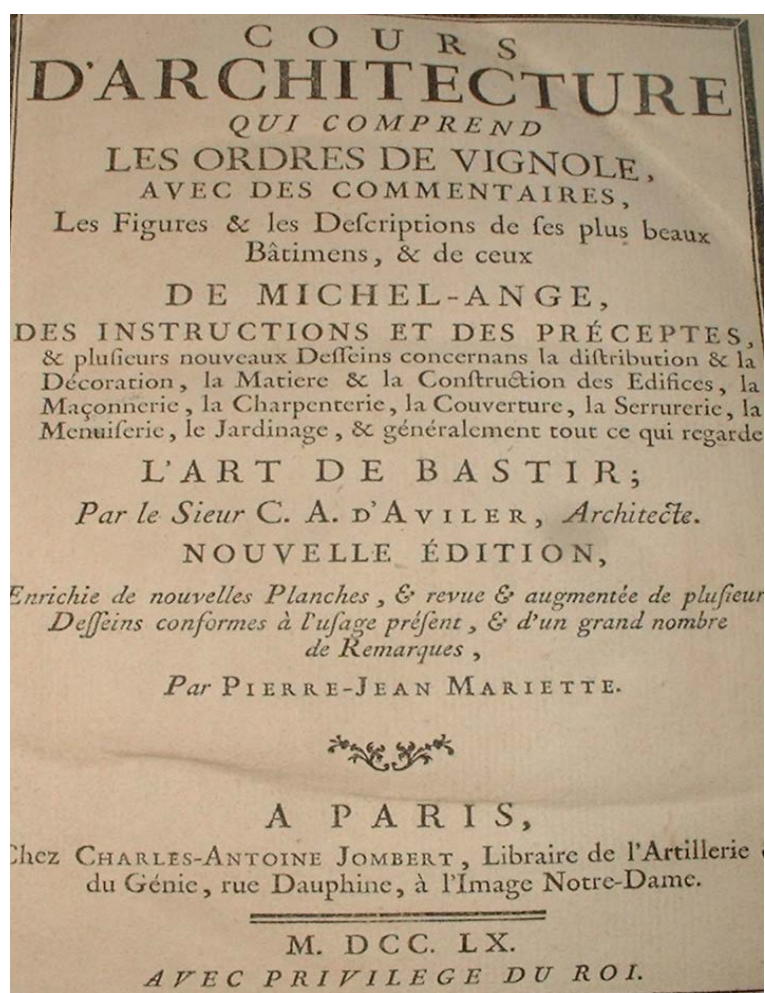 COURS
D'ARCHITECTURE
QUI COMPREND
LES ORDRES DE VIGNOLE,
AVEC DES COMMENTAIRES,
Les Figures & les Deſcriptions de ſes plus beaux
Bâtimens, & de ceux
DE MICHEL-ANGE,
DES INSTRUCTIONS ET DES PRÉCEPTES,
& pluſieurs nouveaux Deſſeins concernans la diſtribution & la
Décoration, la Matiere & la Conſtruction des Edifices, la
Maçonnerie, la Charpenterie, la Couverture, la Serrurerie, la
Menuiſerie, le Jardinage, & généralement tout ce qui regarde
L'ART DE BASTIR;
Par le Sieur C. A. D'AVILER, Architecte.
NOUVELLE ÉDITION,
Enrichie de nouvelles Planches, & revue & augmentée de pluſieur
Deſſeins conformes à l'uſage préſent, & d'un grand nombre
de Remarques,
Par PIERRE-JEAN MARIETTE.
A PARIS,
Chez CHARLES-ANTOINE JOMBERT, Libraire de l'Artillerie
du Génie, rue Dauphine, à l'Image Notre-Dame.
M. DCC. LX.
AVEC PRIVILEGE DU ROI.